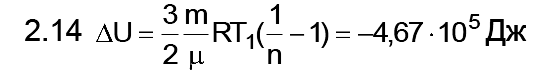 2.14 ΔU = 3/2 m/μ RT₁(1/n − 1) = −4,67 · 10⁵ Дж